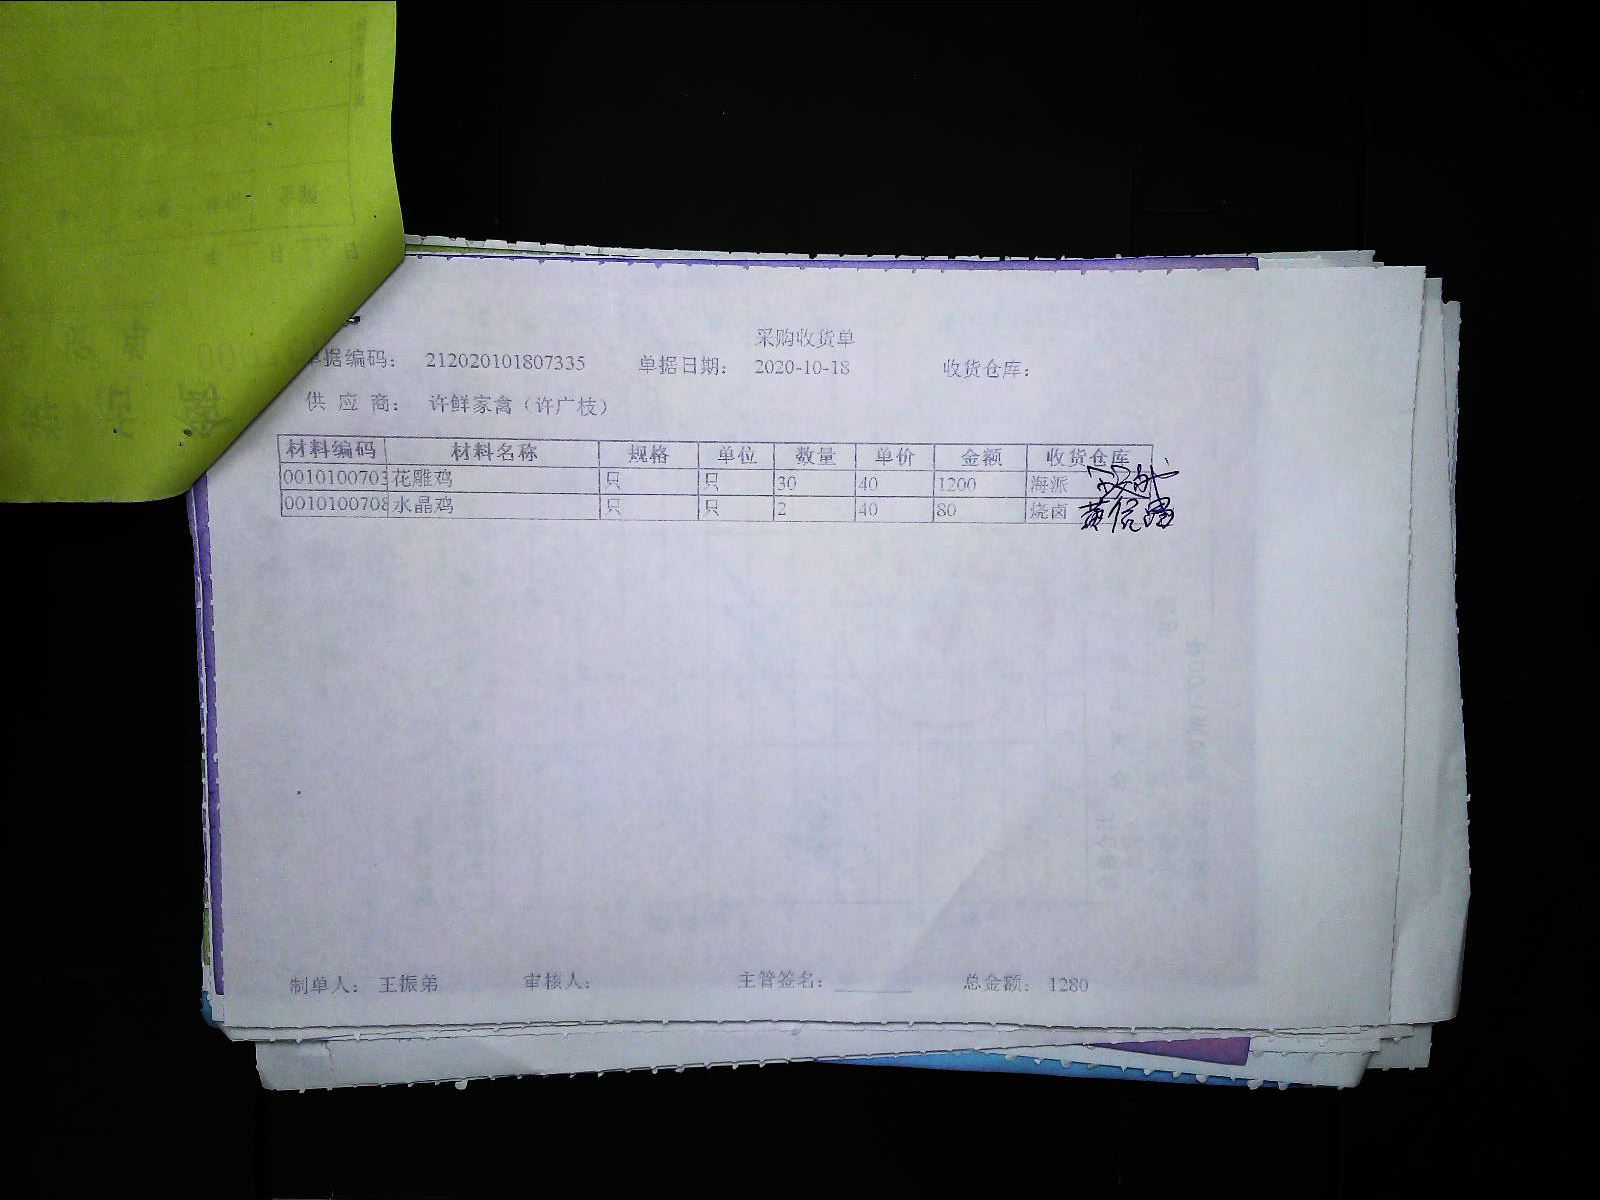 采购收货单
单据编码: 212020101807335 单据日期: 2020-10-18 收货仓库:
供 应 商: 许鲜家禽（许广枝）
材料编码 材料名称 规格 单位 数量 单价 金额 收货仓库
0010100703 花雕鸡 只 只 30 40 1200 海派
0010100708 水晶鸡 只 只 2 40 80 烧卤
制单人: 王振弟 审核人: 主管签名: ________ 总金额: 1280